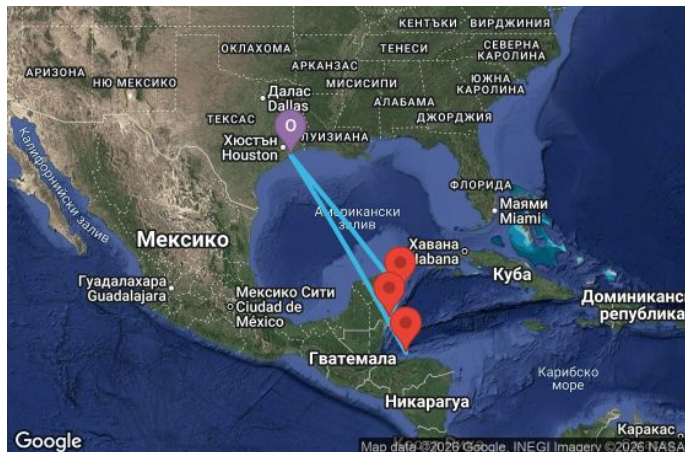 КЕНТЪКИ
ВИРДЖИНИЯ
ОКЛАХОМА
ТЕНЕСИ
СЕВЕРНА
КАРОЛИНА
АРИЗОНА
НЮ МЕКСИКО
АРКАНЗАС
МИСИСИПИ
ЮЖНА
КАРОЛИНА
Далас
Dallas
АЛАБАМА
ДЖОРДЖИЯ
ТЕКСАС
O
ЛУИЗИАНА
Хюстън
Houston
Калифорнийски залив
ФЛОРИДА
Маями
Miami
Американски
залив
Мексико
Хавана
Habana
Куба
Гуадалахара
Guadalajara
Мексико Сити
Ciudad de
México
Доминиканс
република
Гватемала
Карибско
море
Никарагуа
Каракас
Google
Map data ©2026 Google, INEGI Imagery ©2026 NASA